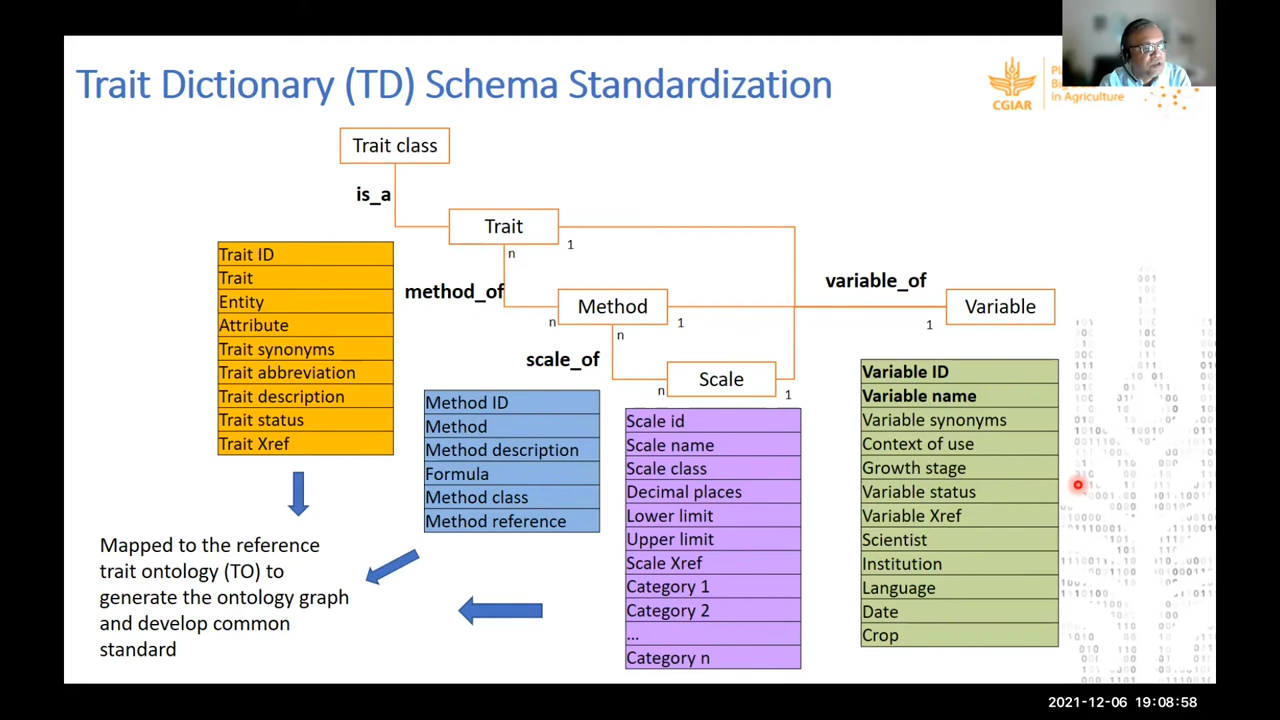 Trait Dictionary (TD) Schema Standardization
CGIAR
in Agriculture
Trait class
is_a
Trait
1
n
method_of
Method
n
1
n
scale_of
Scale
n
1
variable_of
Variable
1
Trait ID
Trait
Entity
Attribute
Trait synonyms
Trait abbreviation
Trait description
Trait status
Trait Xref
Method ID
Method
Method description
Formula
Method class
Method reference
Scale id
Scale name
Scale class
Decimal places
Lower limit
Upper limit
Scale Xref
Category 1
Category 2
...
Category n
Variable ID
Variable name
Variable synonyms
Context of use
Growth stage
Variable status
Variable Xref
Scientist
Institution
Language
Date
Crop
Mapped to the reference
trait ontology (TO) to
generate the ontology graph
and develop common
standard
2021-12-06 19:08:58